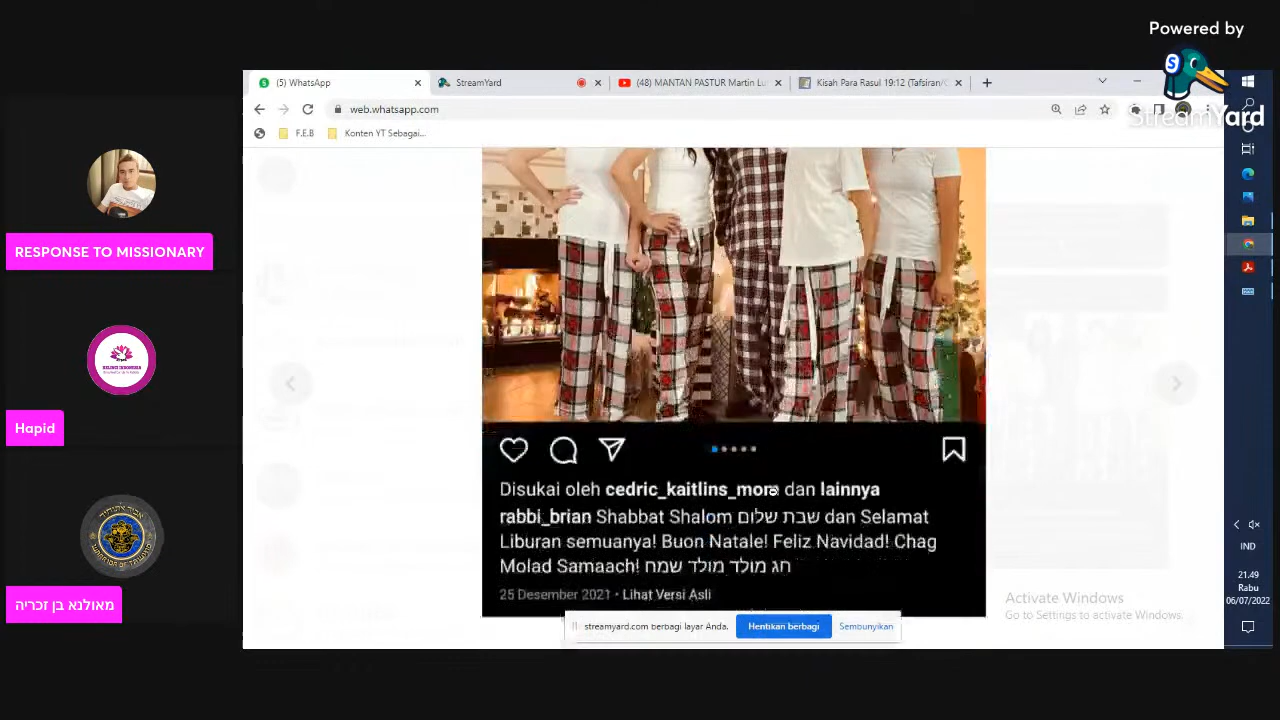 Powered by
StreamYard
(5) WhatsApp
StreamYard
(48) MANTAN PASTUR Martin Lu
Kisah Para Rasul 19:12 (Tafsiran/C
web.whatsapp.com
F.E.B
Konten YT Sebagai...
RESPONSE TO MISSIONARY
Hapid
מאולנא בן זכריה
Disukai oleh cedric_kaitlins_mom dan lainnya
rabbi_brian Shabbat Shalom שבת שלום dan Selamat
Liburan semuanya! Buon Natale! Feliz Navidad! Chag
Molad Samaach! חג מולד מולד שמח
25 Desember 2021 • Lihat Versi Asli
streamyard.com berbagi layar Anda.
Hentikan berbagi
Sembunyikan
Activate Windows
Go to Settings to activate Windows.
IND
21.49
Rabu
06/07/2022